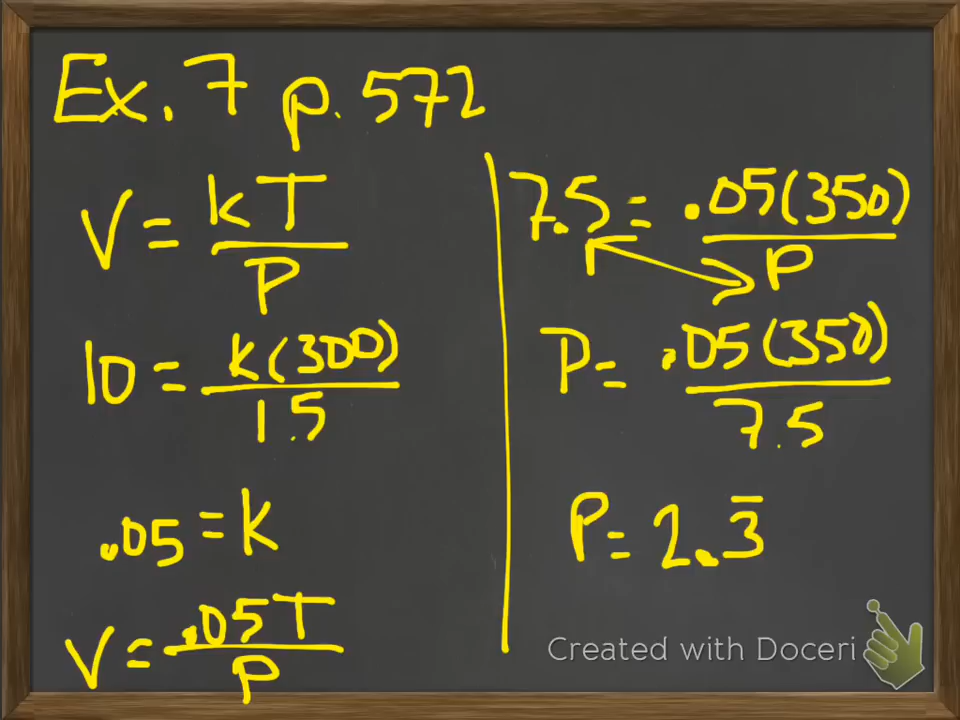 Ex. 7 p. 572
V = kT / P
10 = k(300) / 1.5
.05 = k
V = .05T / P
7.5 = .05(350) / P
P = .05(350) / 7.5
P = 2.3̅
Created with Doceri